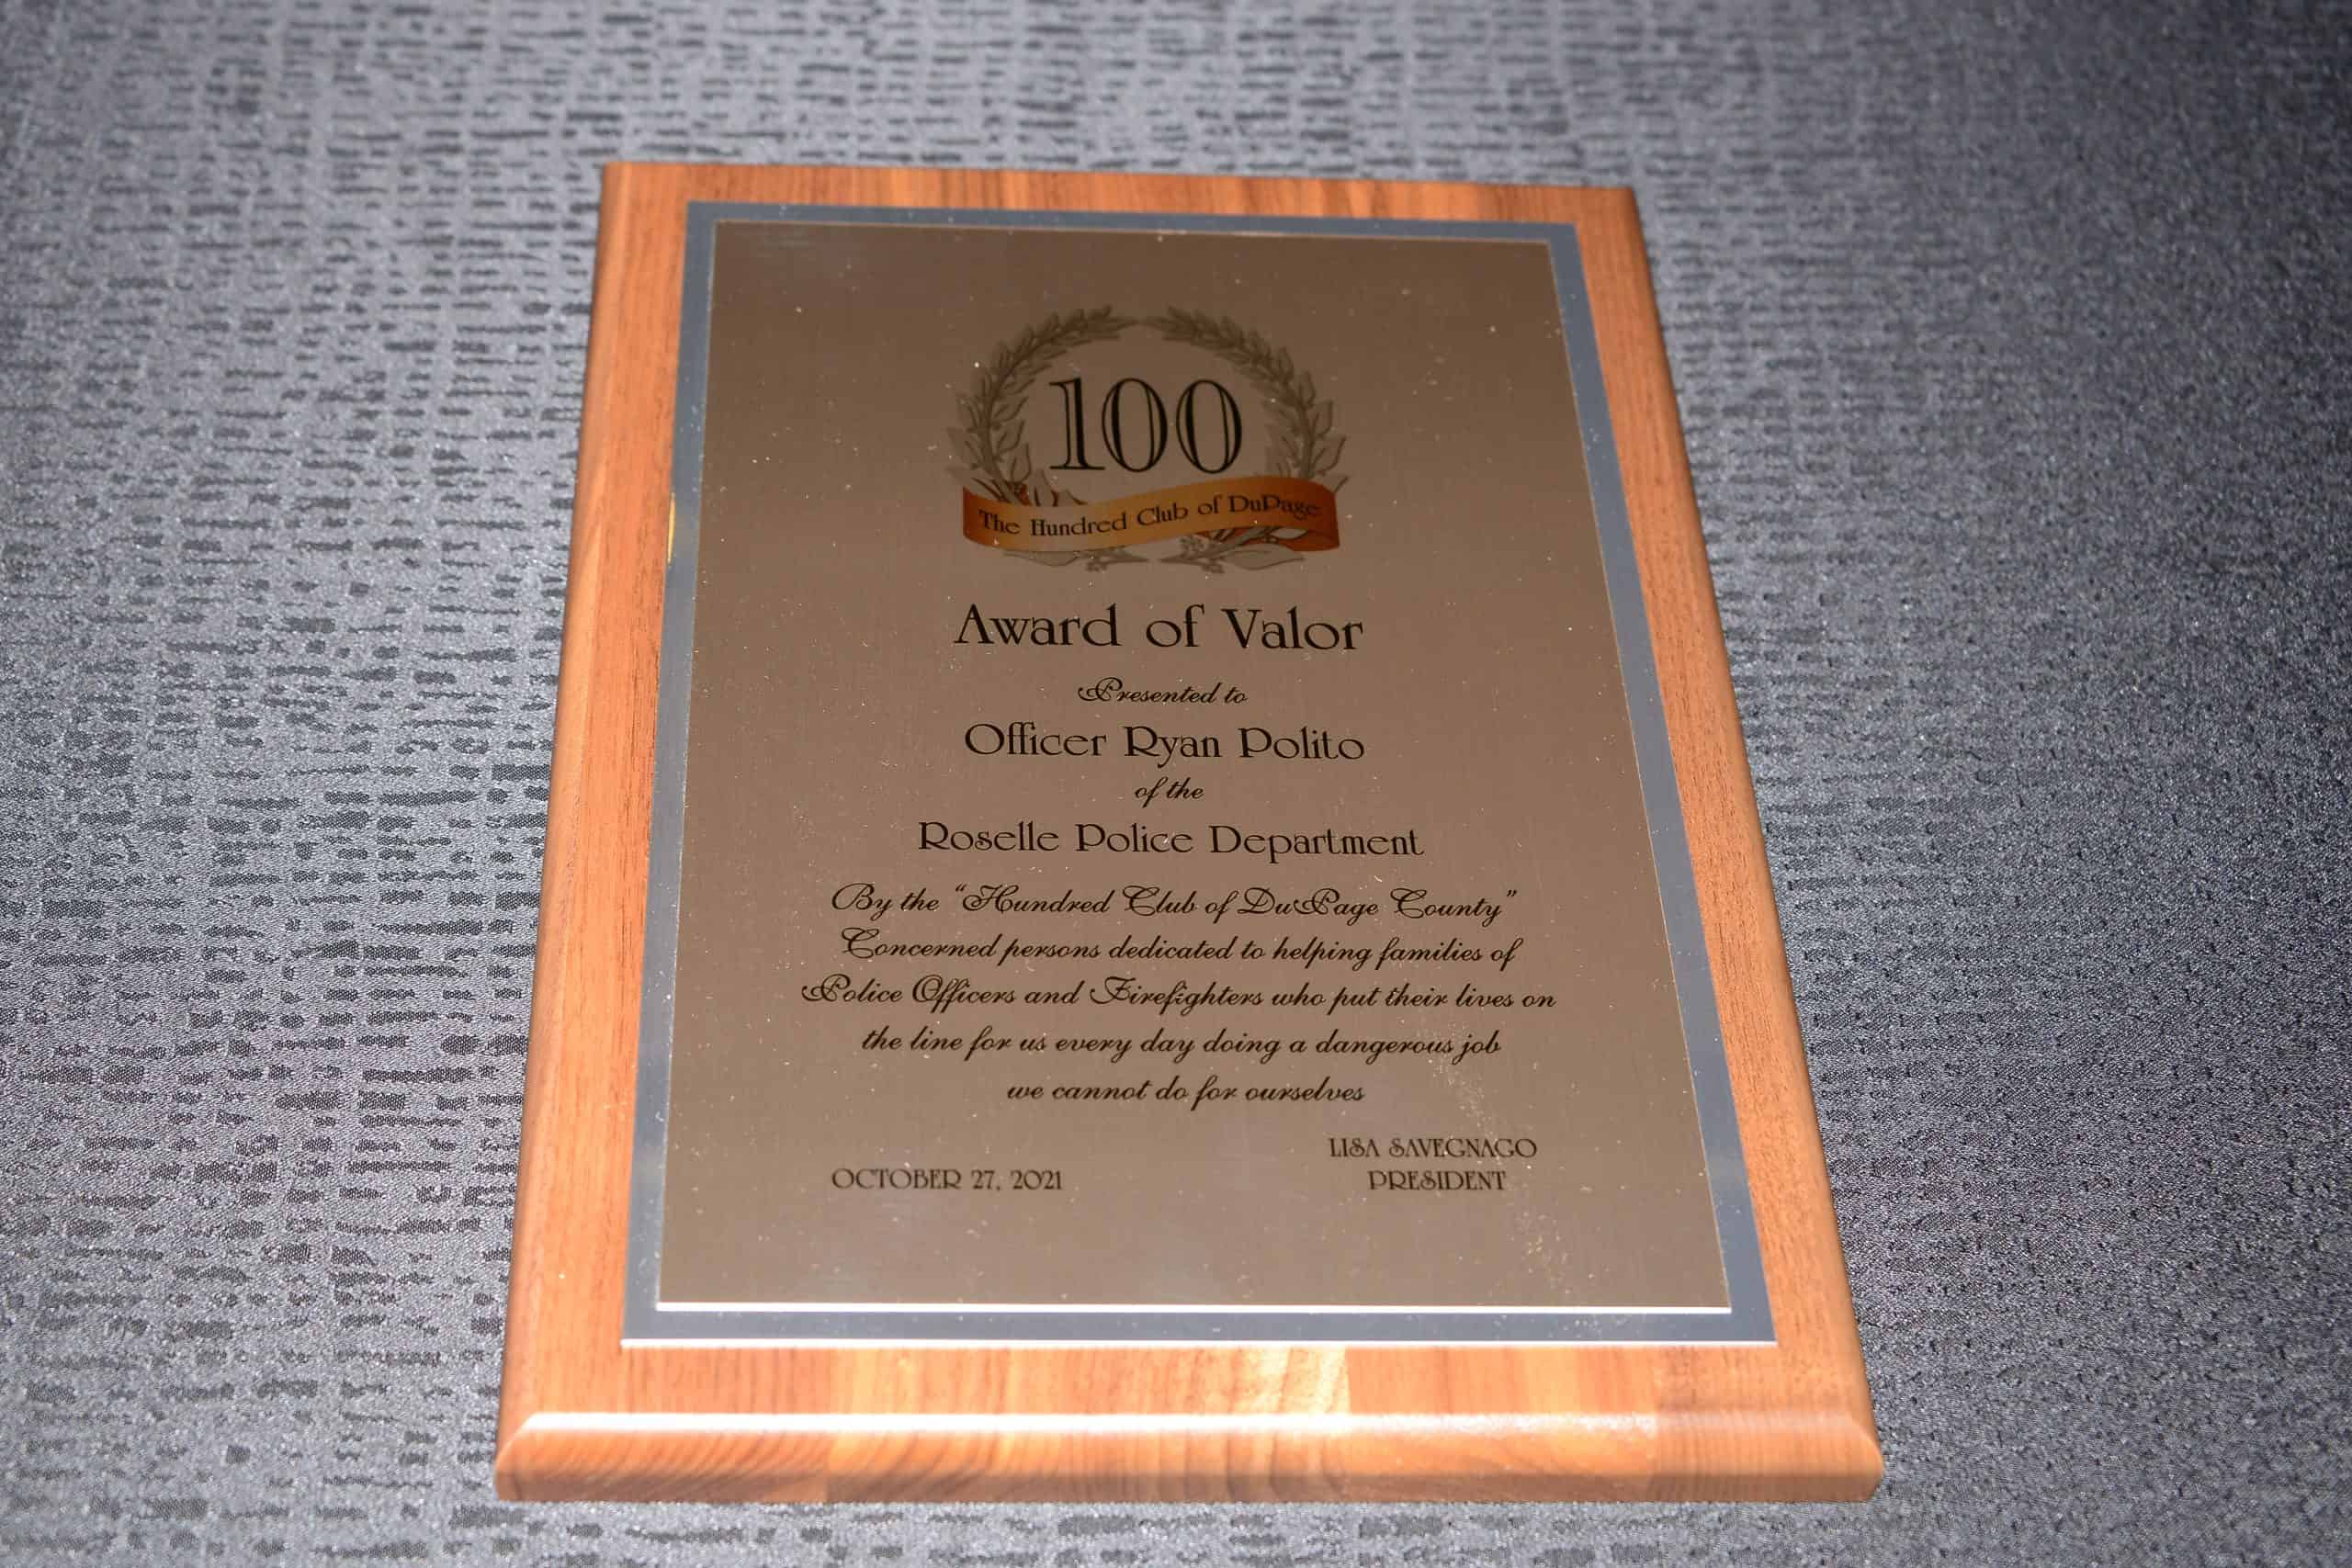 100
The Hundred Club of DuPage
Award of Valor
Presented to
Officer Ryan Polito
of the
Roselle Police Department
By the “Hundred Club of DuPage County”
Concerned persons dedicated to helping families of
Police Officers and Firefighters who put their lives on
the line for us every day doing a dangerous job
we cannot do for ourselves
OCTOBER 27, 2021
LISA SAVEGNAGO
PRESIDENT